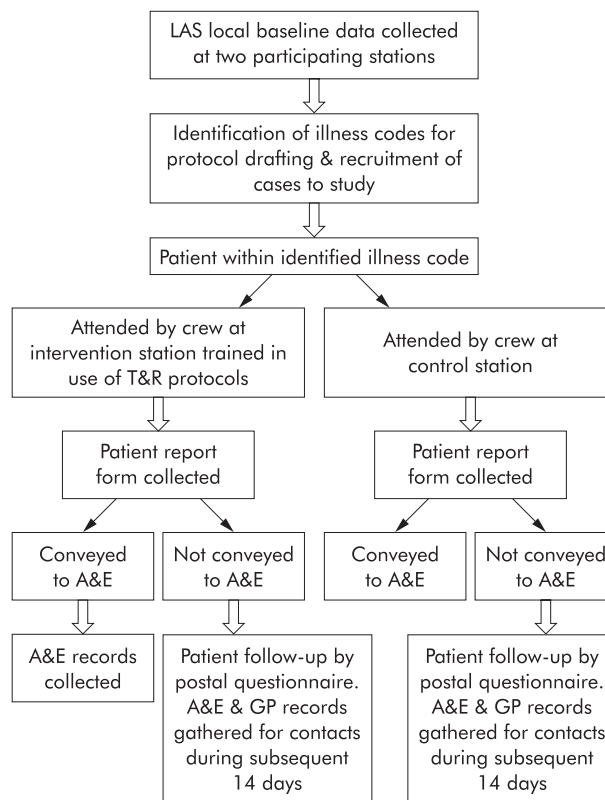 LAS local baseline data collected
at two participating stations
Identification of illness codes for
protocol drafting & recruitment of
cases to study
Patient within identified illness code
Attended by crew at
intervention station trained in
use of T&R protocols
Attended by crew at
control station
Patient report
form collected
Patient report
form collected
Conveyed
to A&E
Not conveyed
to A&E
Conveyed
to A&E
Not conveyed
to A&E
A&E records
collected
Patient follow-up by
postal questionnaire.
A&E & GP records
gathered for contacts
during subsequent
14 days
Patient follow-up by
postal questionnaire.
A&E & GP records
gathered for contacts
during subsequent
14 days